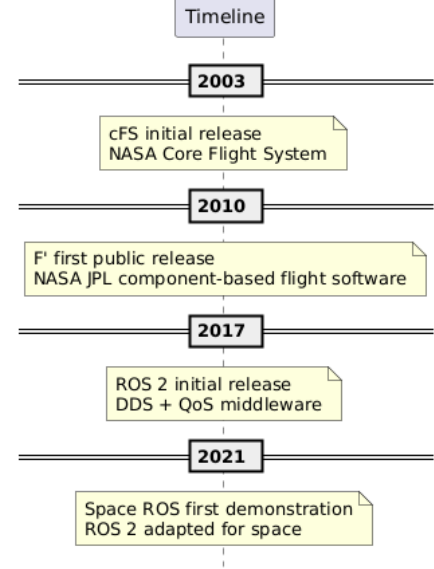 Timeline
2003
cFS initial release
NASA Core Flight System
2010
F' first public release
NASA JPL component-based flight software
2017
ROS 2 initial release
DDS + QoS middleware
2021
Space ROS first demonstration
ROS 2 adapted for space